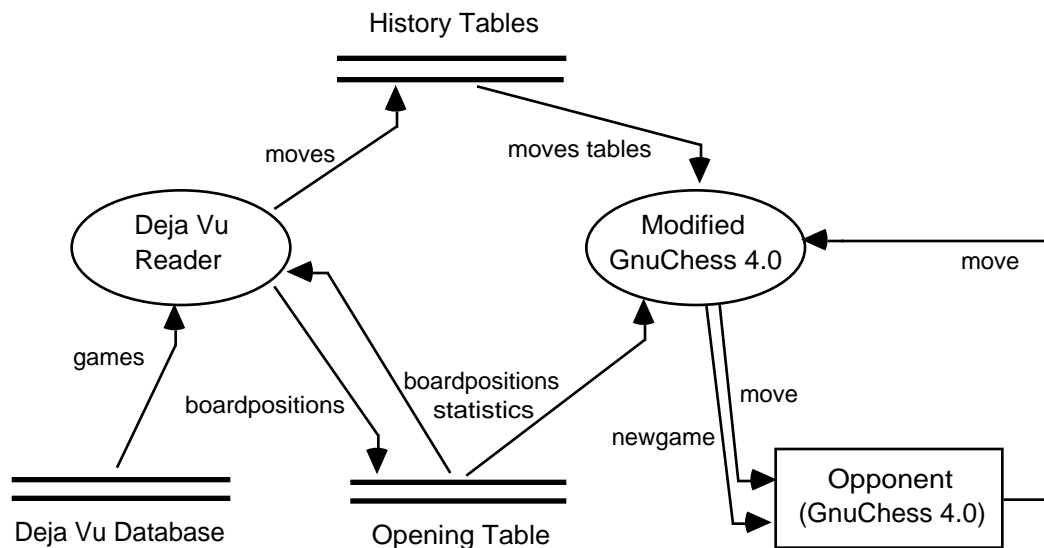 History Tables
moves
moves tables
Deja Vu
Reader
Modified
GnuChess 4.0
move
games
boardpositions
boardpositions
statistics
move
newgame
Opponent
(GnuChess 4.0)
Deja Vu Database
Opening Table